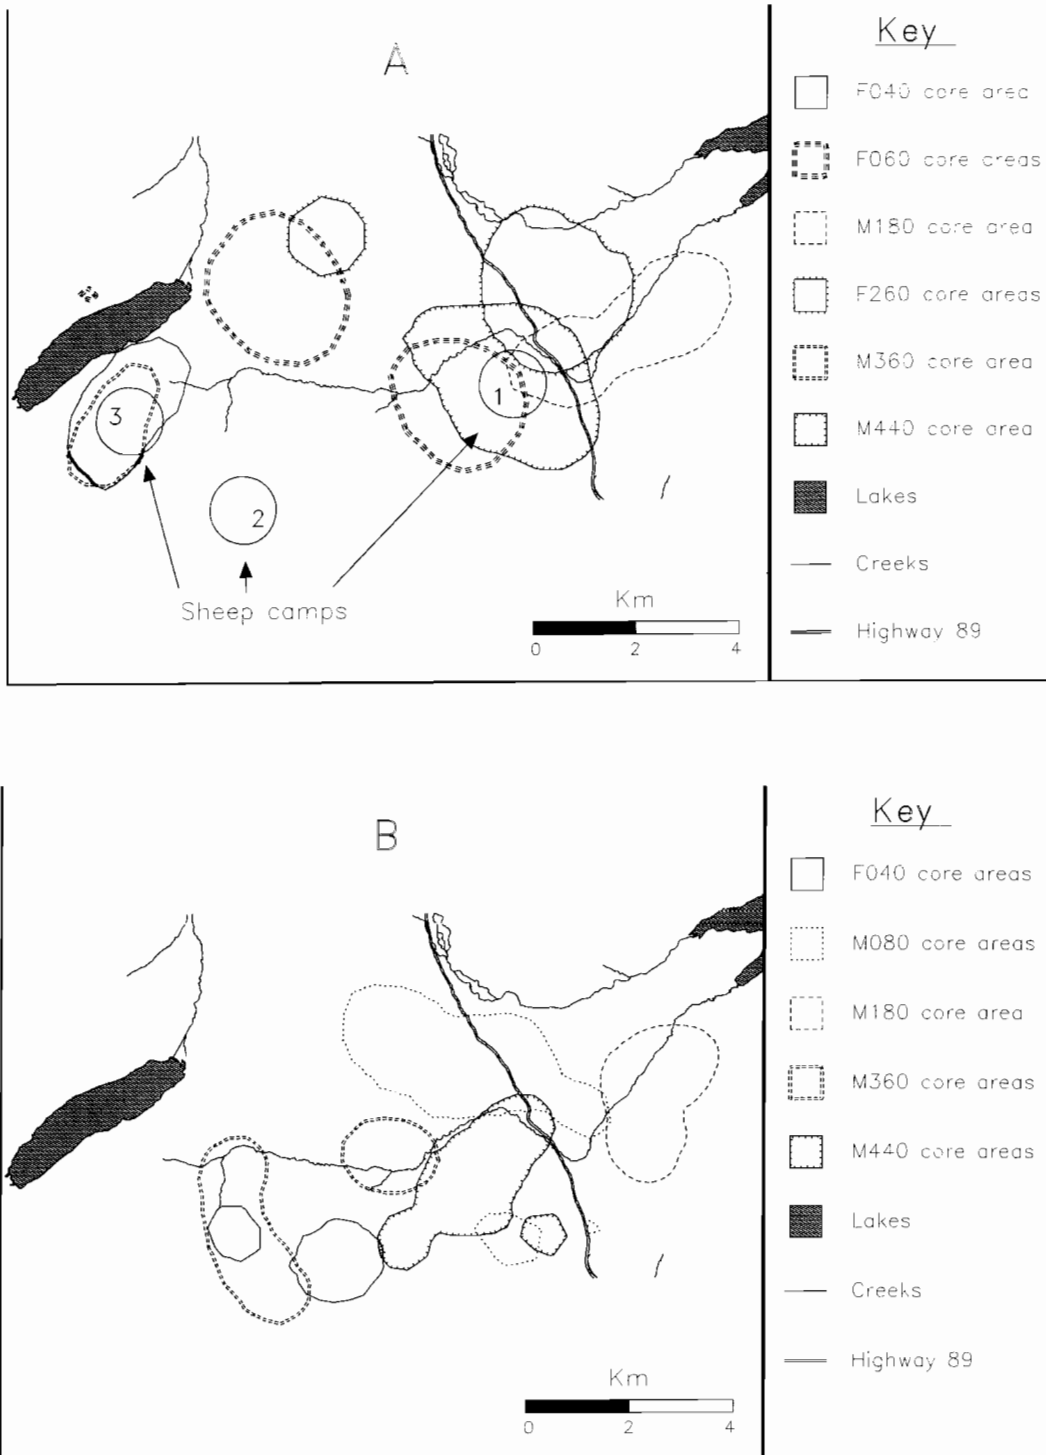 A
Key
F040 core area
F060 core areas
M180 core area
F260 core areas
M360 core area
M440 core area
Lakes
Creeks
Highway 89
1
3
2
Sheep camps
Km
0 2 4
B
Key
F040 core areas
M080 core areas
M180 core area
M360 core areas
M440 core areas
Lakes
Creeks
Highway 89
Km
0 2 4